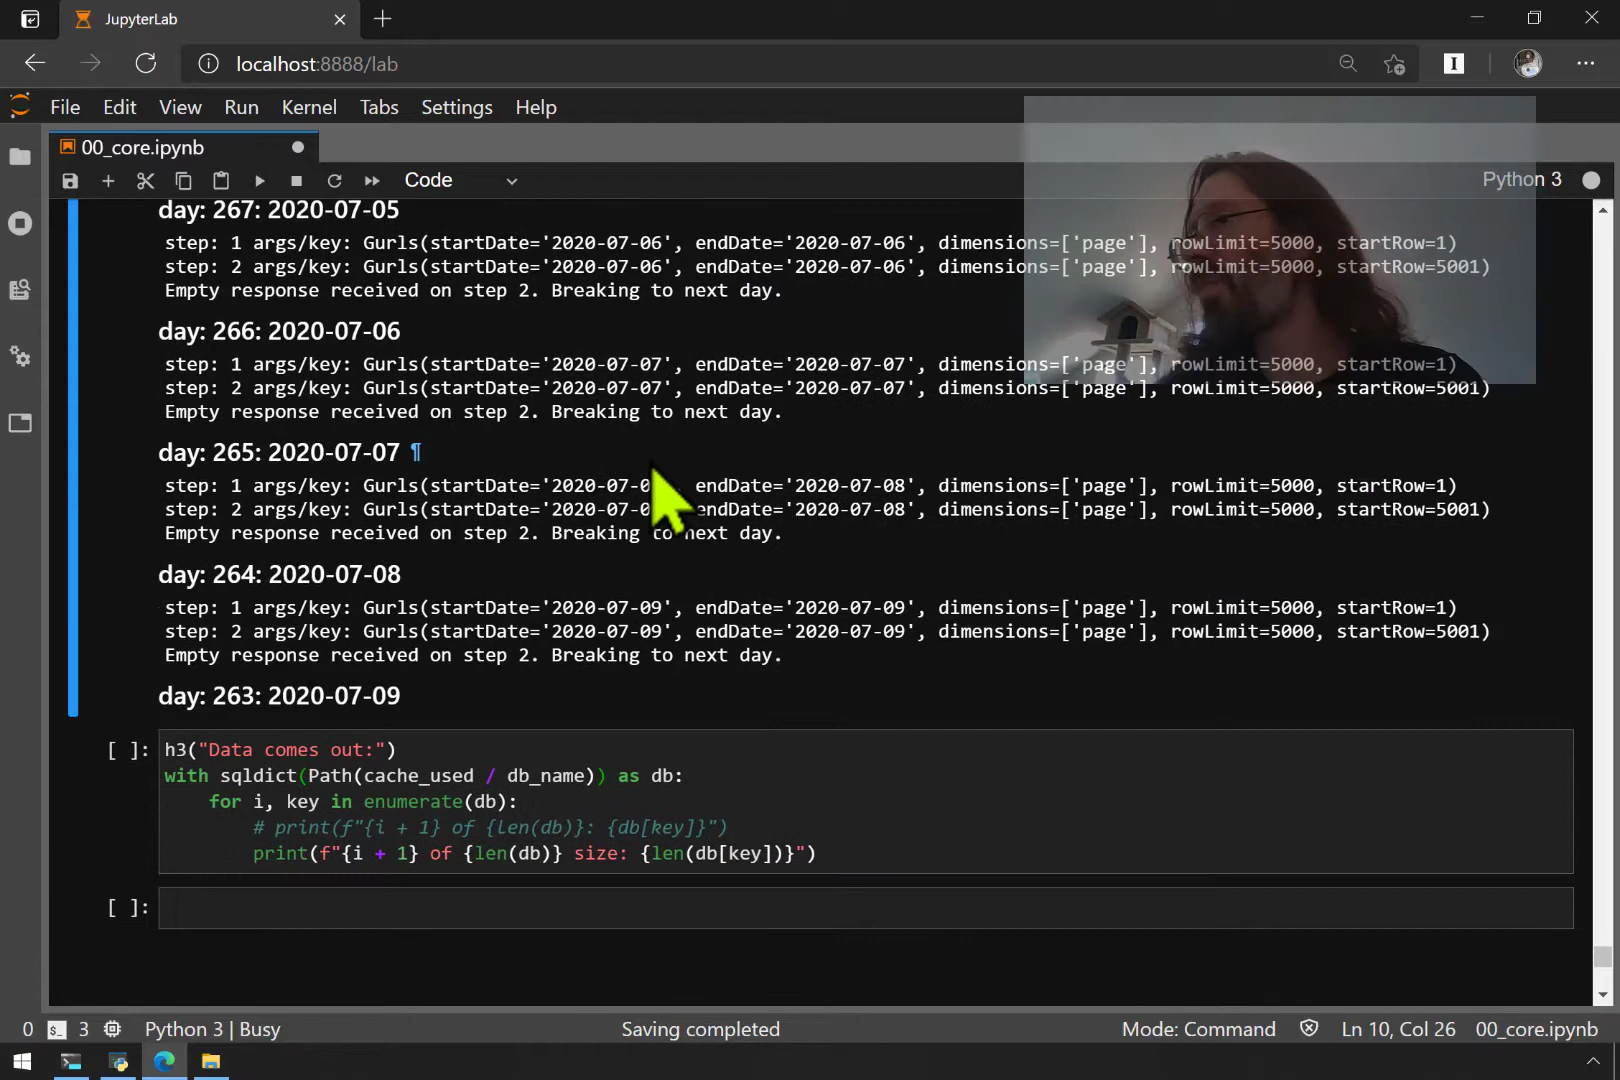 JupyterLab
localhost:8888/lab
File Edit View Run Kernel Tabs Settings Help
00_core.ipynb
Code
Python 3
day: 267: 2020-07-05
step: 1 args/key: Gurls(startDate='2020-07-06', endDate='2020-07-06', dimensions=['page'], rowLimit=5000, startRow=1)
step: 2 args/key: Gurls(startDate='2020-07-06', endDate='2020-07-06', dimensions=['page'], rowLimit=5000, startRow=5001)
Empty response received on step 2. Breaking to next day.
day: 266: 2020-07-06
step: 1 args/key: Gurls(startDate='2020-07-07', endDate='2020-07-07', dimensions=['page'], rowLimit=5000, startRow=1)
step: 2 args/key: Gurls(startDate='2020-07-07', endDate='2020-07-07', dimensions=['page'], rowLimit=5000, startRow=5001)
Empty response received on step 2. Breaking to next day.
day: 265: 2020-07-07 ¶
step: 1 args/key: Gurls(startDate='2020-07-0 , endDate='2020-07-08', dimensions=['page'], rowLimit=5000, startRow=1)
step: 2 args/key: Gurls(startDate='2020-07-0 endDate='2020-07-08', dimensions=['page'], rowLimit=5000, startRow=5001)
Empty response received on step 2. Breaking to next day.
day: 264: 2020-07-08
step: 1 args/key: Gurls(startDate='2020-07-09', endDate='2020-07-09', dimensions=['page'], rowLimit=5000, startRow=1)
step: 2 args/key: Gurls(startDate='2020-07-09', endDate='2020-07-09', dimensions=['page'], rowLimit=5000, startRow=5001)
Empty response received on step 2. Breaking to next day.
day: 263: 2020-07-09
[ ]: h3("Data comes out:")
with sqldict(Path(cache_used / db_name)) as db:
for i, key in enumerate(db):
# print(f"{i + 1} of {len(db)}: {db[key]}")
print(f"{i + 1} of {len(db)} size: {len(db[key])}")
[ ]:
0 $_ 3 Python 3 | Busy Saving completed Mode: Command Ln 10, Col 26 00_core.ipynb